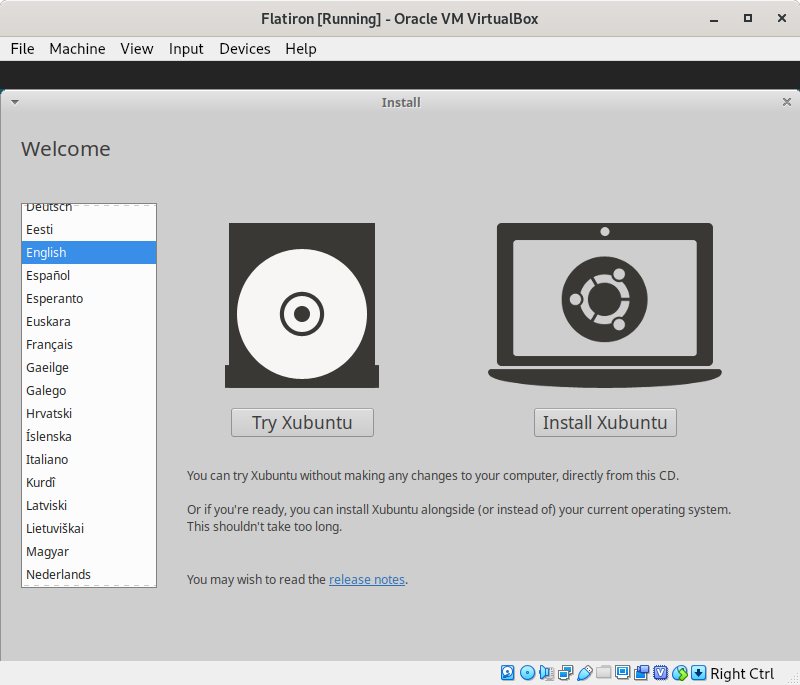 Flatiron [Running] - Oracle VM VirtualBox
File Machine View Input Devices Help
Install
Welcome
Deutsch
Eesti
English
Español
Esperanto
Euskara
Français
Gaeilge
Galego
Hrvatski
Íslenska
Italiano
Kurdî
Latviski
Lietuviškai
Magyar
Nederlands
Try Xubuntu
Install Xubuntu
You can try Xubuntu without making any changes to your computer, directly from this CD.
Or if you're ready, you can install Xubuntu alongside (or instead of) your current operating system.
This shouldn't take too long.
You may wish to read the release notes.
Right Ctrl